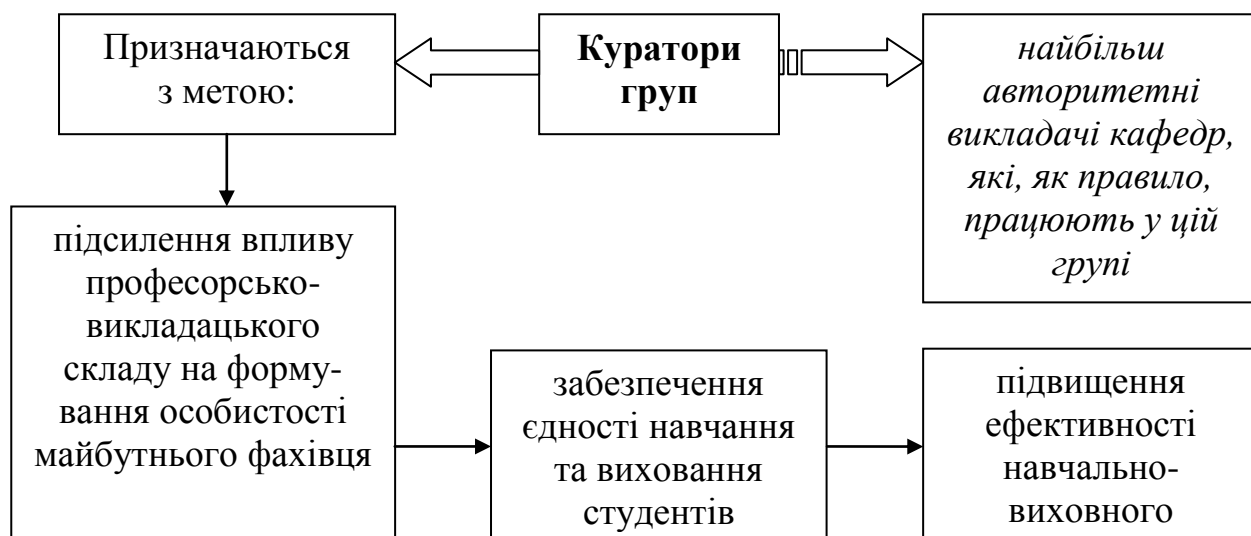 Призначаються
з метою:
Куратори
груп
найбільш
авторитетні
викладачі кафедр,
які, як правило,
працюють у цій
групі
підсилення впливу
професорсько-
викладацького
складу на форму-
вання особистості
майбутнього фахівця
забезпечення
єдності навчання
та виховання
студентів
підвищення
ефективності
навчально-
виховного